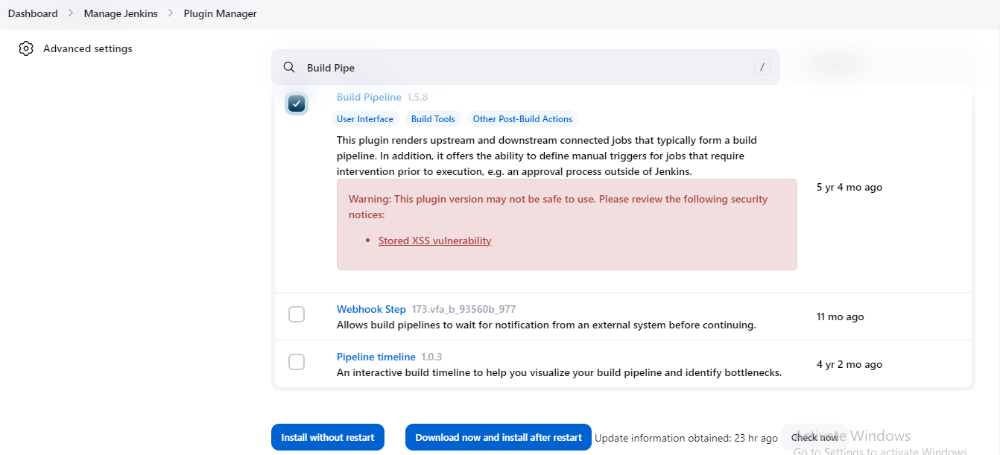 Dashboard > Manage Jenkins > Plugin Manager
Advanced settings
Build Pipe /
Build Pipeline 1.5.8
User Interface Build Tools Other Post-Build Actions
This plugin renders upstream and downstream connected jobs that typically form a build
pipeline. In addition, it offers the ability to define manual triggers for jobs that require
intervention prior to execution, e.g. an approval process outside of Jenkins.
5 yr 4 mo ago
Warning: This plugin version may not be safe to use. Please review the following security
notices:
• Stored XSS vulnerability
Webhook Step 173.vfa_b_93560b_977
Allows build pipelines to wait for notification from an external system before continuing.
11 mo ago
Pipeline timeline 1.0.3
An interactive build timeline to help you visualize your build pipeline and identify bottlenecks.
4 yr 2 mo ago
Install without restart Download now and install after restart Update information obtained: 23 hr ago Check now
Activate Windows
Go to Settings to activate Windows.